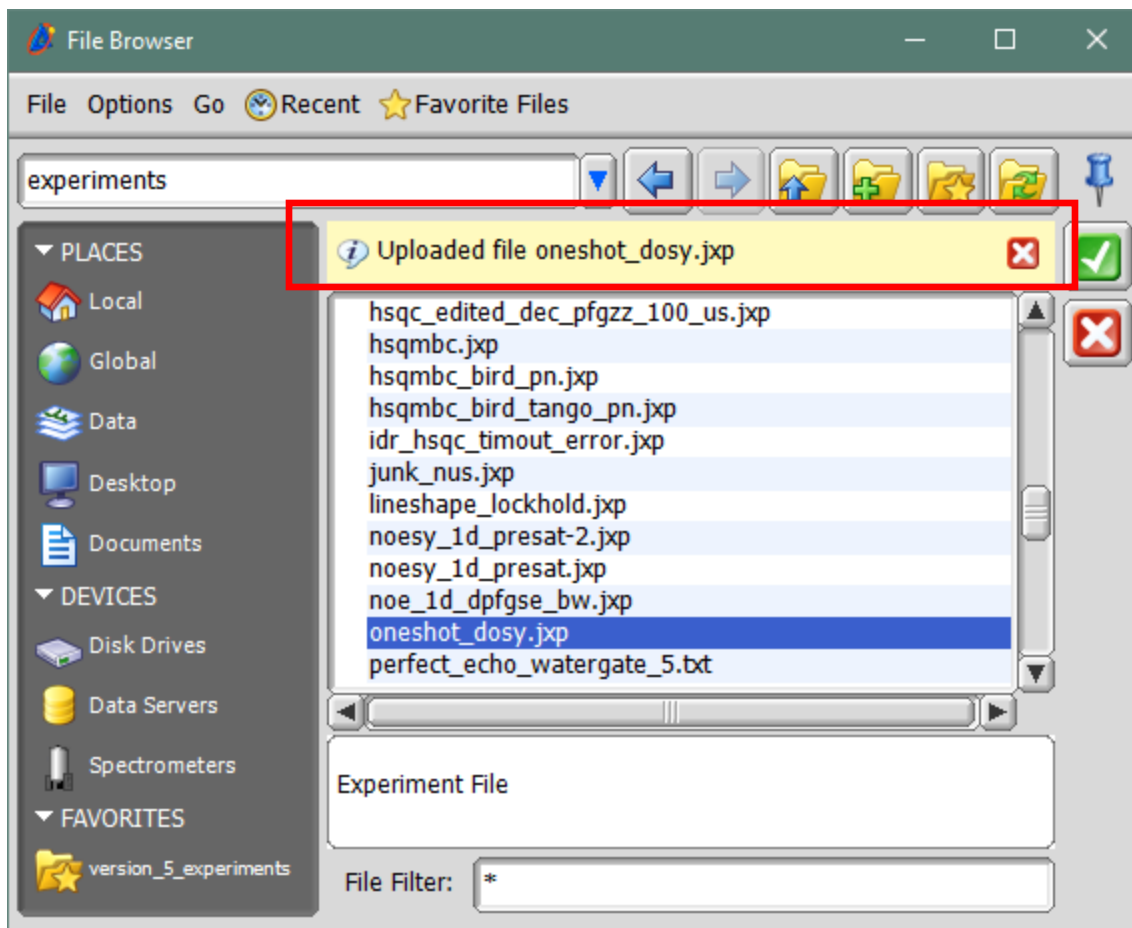 File Browser
File Options Go Recent Favorite Files
experiments
PLACES
Local
Global
Data
Desktop
Documents
DEVICES
Disk Drives
Data Servers
Spectrometers
FAVORITES
version_5_experiments
Uploaded file oneshot_dosy.jxp
hsqc_edited_dec_pfgzz_100_us.jxp
hsqmbc.jxp
hsqmbc_bird_pn.jxp
hsqmbc_bird_tango_pn.jxp
idr_hsqc_timout_error.jxp
junk_nus.jxp
lineshape_lockhold.jxp
noesy_1d_presat-2.jxp
noesy_1d_presat.jxp
noe_1d_dpfgse_bw.jxp
oneshot_dosy.jxp
perfect_echo_watergate_5.txt
Experiment File
File Filter: *